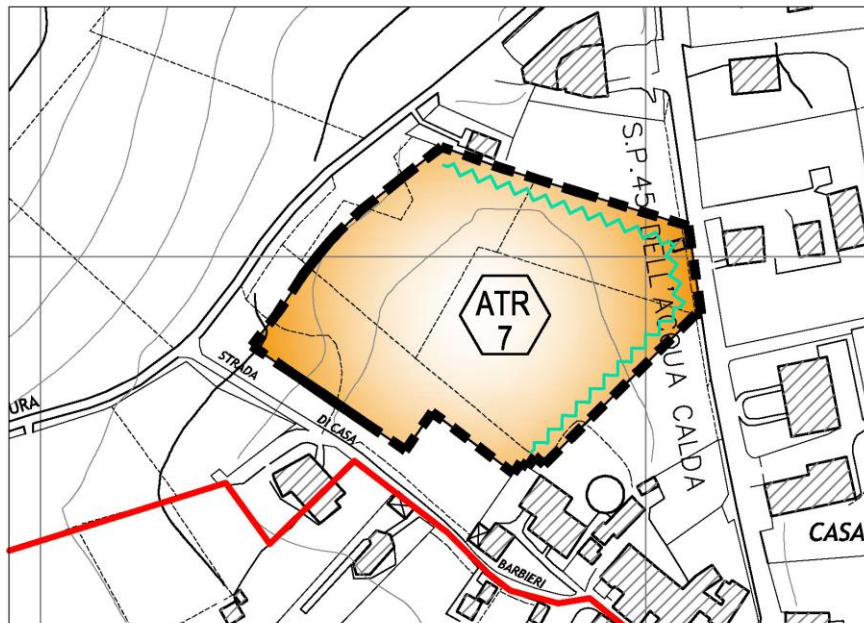 S.P. 45 DELL'ACQUA CALDA
ATR
7
URA
STRADA
DI CASA
BARBIERI
CASA